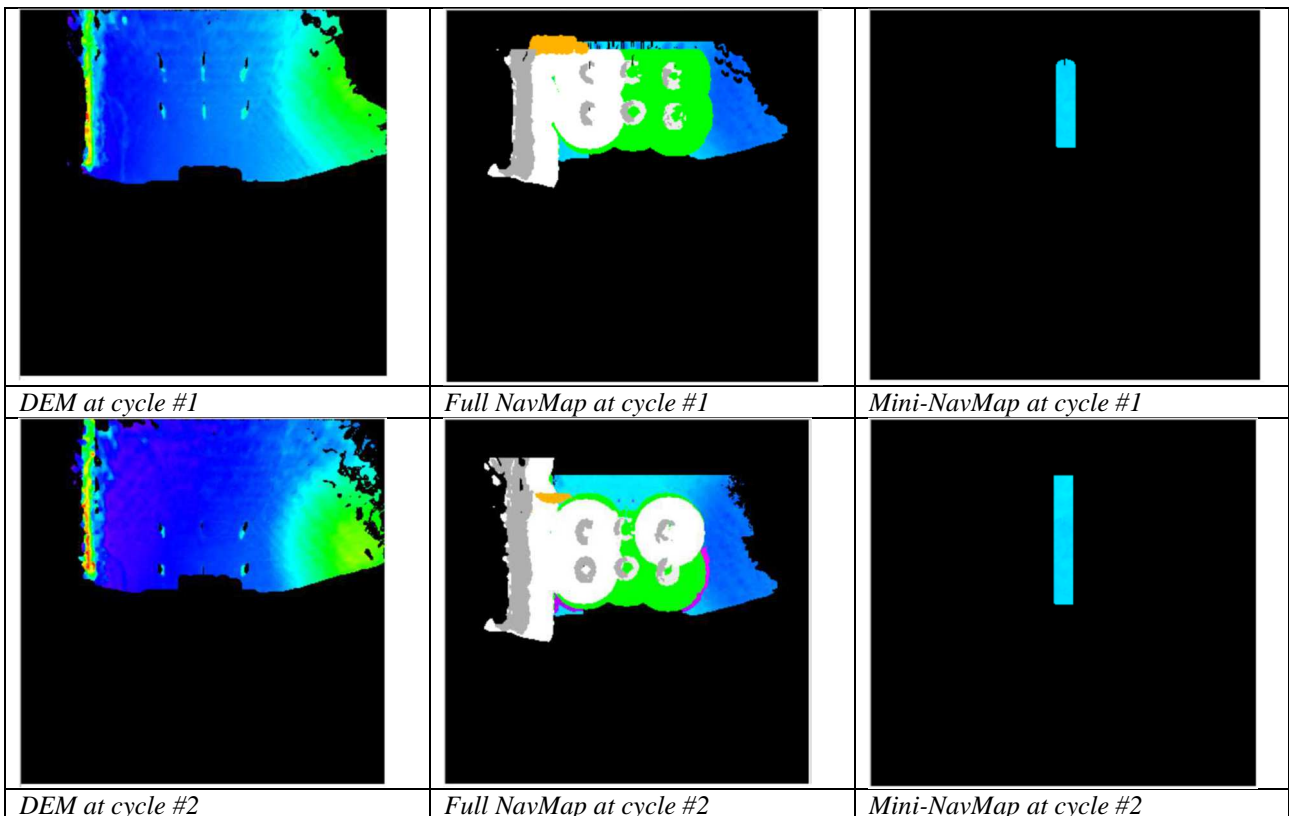 DEM at cycle #1
Full NavMap at cycle #1
Mini-NavMap at cycle #1
DEM at cycle #2
Full NavMap at cycle #2
Mini-NavMap at cycle #2